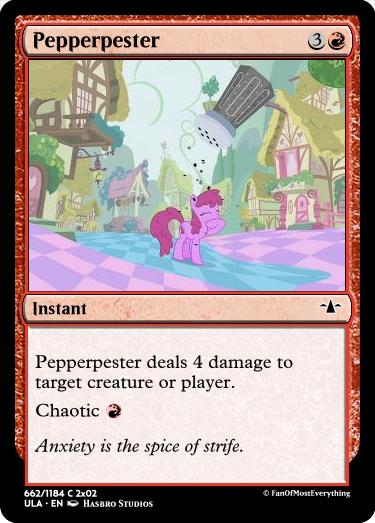 Pepperpester 3
Instant
Pepperpester deals 4 damage to
target creature or player.
Chaotic
Anxiety is the spice of strife.
662/1184 C 2x02
ULA • EN Hasbro Studios
© FanOfMostEverything